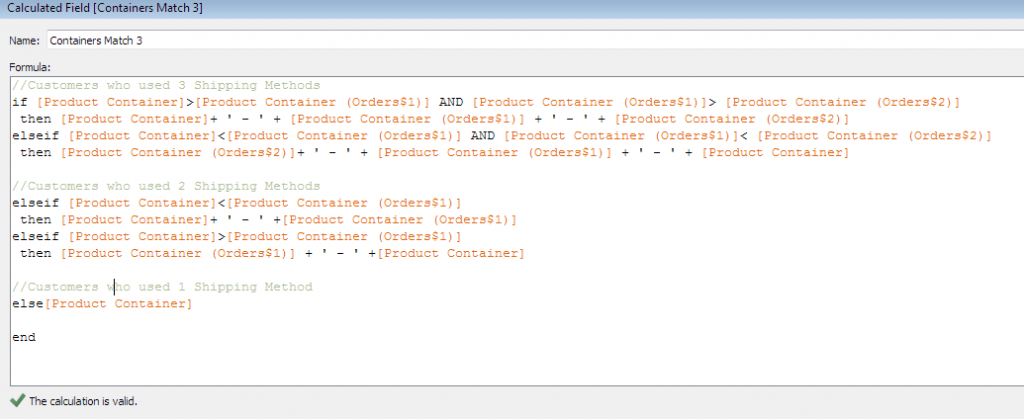 Calculated Field [Containers Match 3]
Name: Containers Match 3
Formula:
//Customers who used 3 Shipping Methods
if [Product Container]>[Product Container (Orders$1)] AND [Product Container (Orders$1)]> [Product Container (Orders$2)]
then [Product Container]+ ' - ' + [Product Container (Orders$1)] + ' - ' + [Product Container (Orders$2)]
elseif [Product Container]<[Product Container (Orders$1)] AND [Product Container (Orders$1)]< [Product Container (Orders$2)]
then [Product Container (Orders$2)]+ ' - ' + [Product Container (Orders$1)] + ' - ' + [Product Container]
//Customers who used 2 Shipping Methods
elseif [Product Container]<[Product Container (Orders$1)]
then [Product Container]+ ' - ' +[Product Container (Orders$1)]
elseif [Product Container]>[Product Container (Orders$1)]
then [Product Container (Orders$1)] + ' - ' +[Product Container]
//Customers who used 1 Shipping Method
else[Product Container]
end
The calculation is valid.